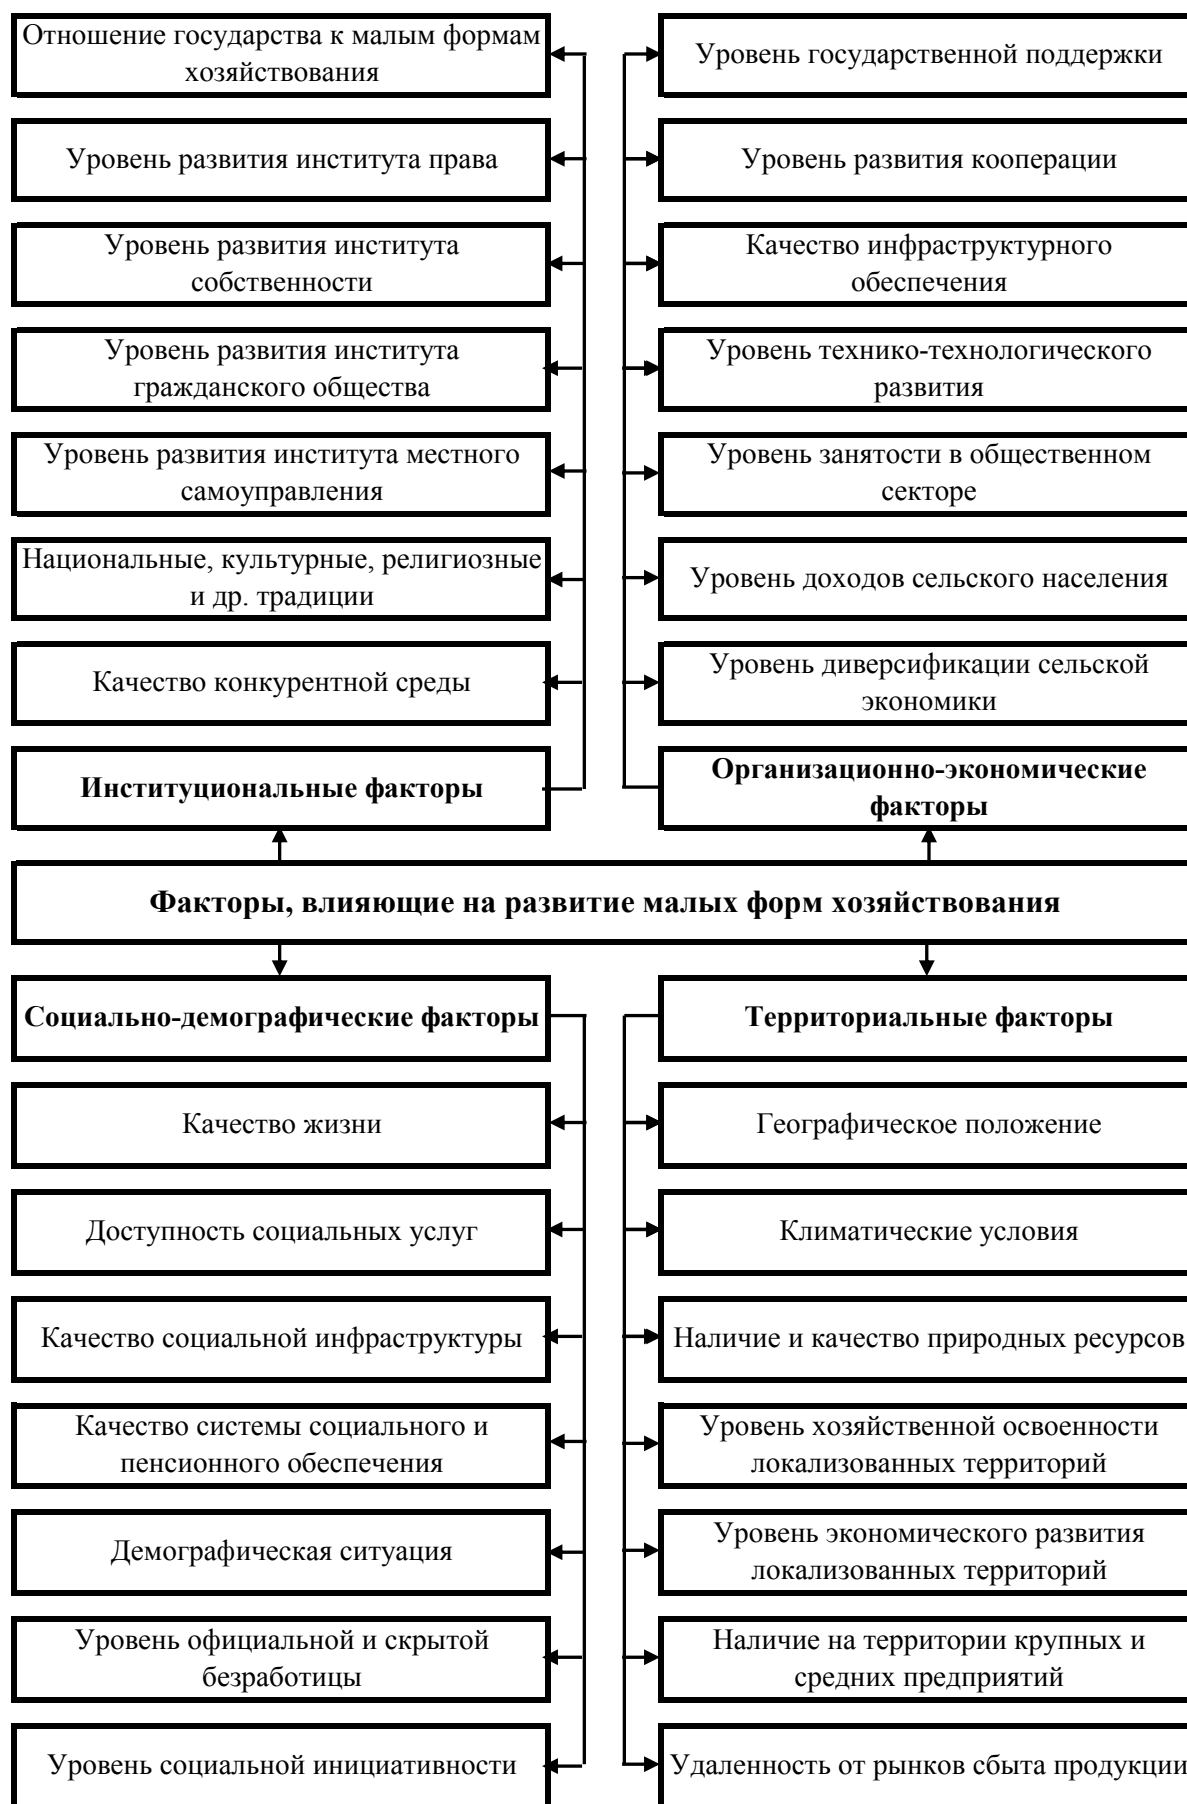 Отношение государства к малым формам
хозяйствования
Уровень развития института права
Уровень развития института
собственности
Уровень развития института
гражданского общества
Уровень развития института местного
самоуправления
Национальные, культурные, религиозные
и др. традиции
Качество конкурентной среды
Институциональные факторы
Уровень государственной поддержки
Уровень развития кооперации
Качество инфраструктурного
обеспечения
Уровень технико-технологического
развития
Уровень занятости в общественном
секторе
Уровень доходов сельского населения
Уровень диверсификации сельской
экономики
Организационно-экономические
факторы
Факторы, влияющие на развитие малых форм хозяйствования
Социально-демографические факторы
Качество жизни
Доступность социальных услуг
Качество социальной инфраструктуры
Качество системы социального и
пенсионного обеспечения
Демографическая ситуация
Уровень официальной и скрытой
безработицы
Уровень социальной инициативности
Территориальные факторы
Географическое положение
Климатические условия
Наличие и качество природных ресурсов
Уровень хозяйственной освоенности
локализованных территорий
Уровень экономического развития
локализованных территорий
Наличие на территории крупных и
средних предприятий
Удаленность от рынков сбыта продукции